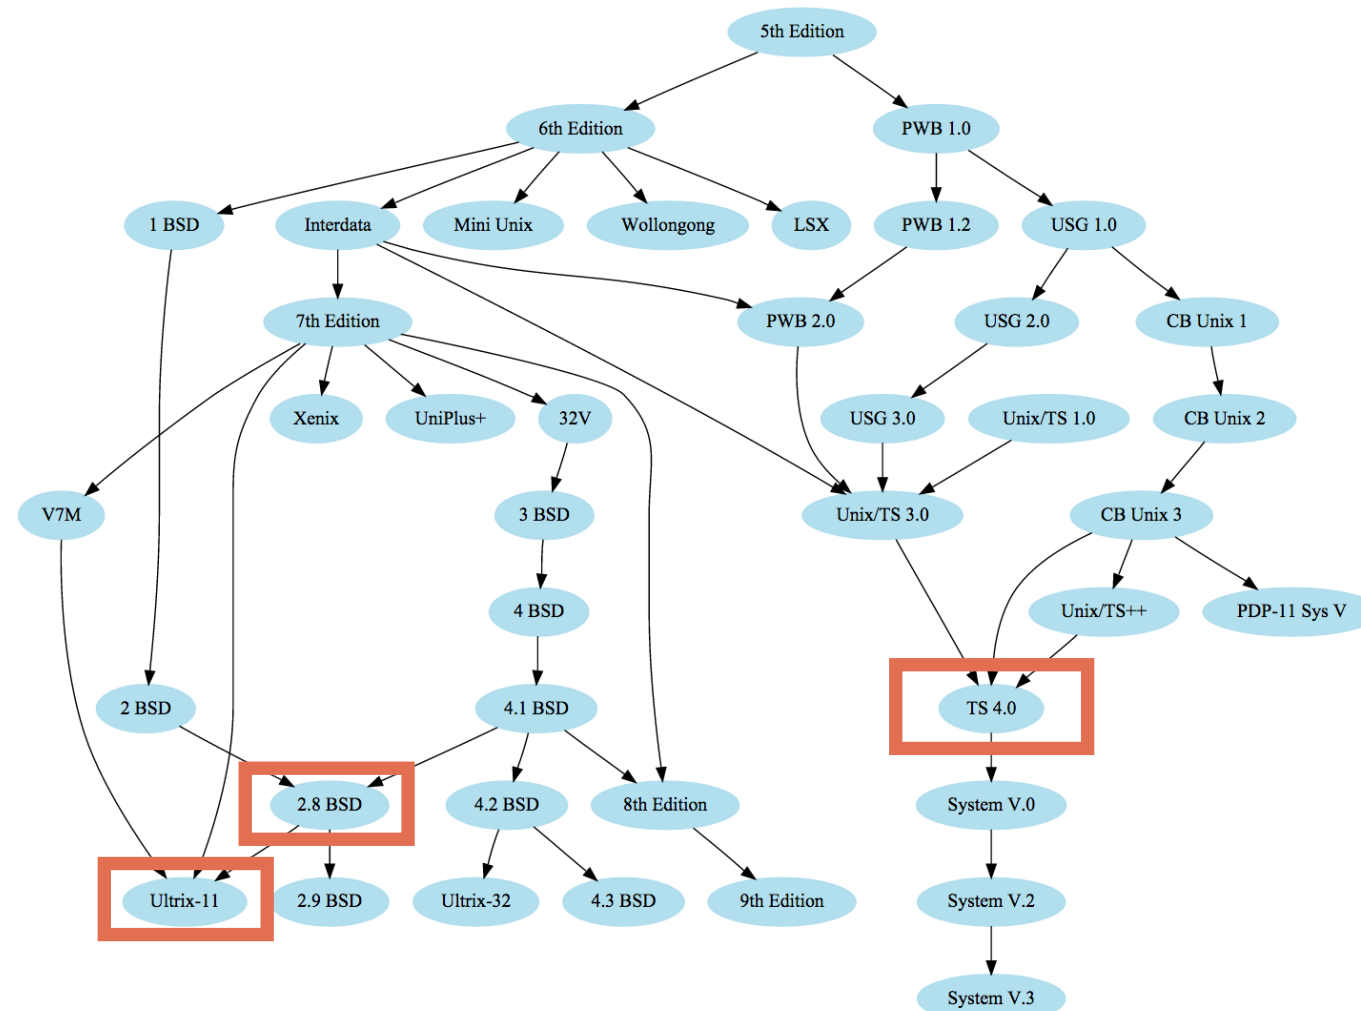 5th Edition
6th Edition
PWB 1.0
1 BSD
Interdata
Mini Unix
Wollongong
LSX
PWB 1.2
USG 1.0
7th Edition
PWB 2.0
USG 2.0
CB Unix 1
Xenix
UniPlus+
32V
USG 3.0
Unix/TS 1.0
CB Unix 2
V7M
3 BSD
Unix/TS 3.0
CB Unix 3
4 BSD
Unix/TS++
PDP-11 Sys V
2 BSD
4.1 BSD
TS 4.0
2.8 BSD
4.2 BSD
8th Edition
System V.0
Ultrix-11
2.9 BSD
Ultrix-32
4.3 BSD
9th Edition
System V.2
System V.3